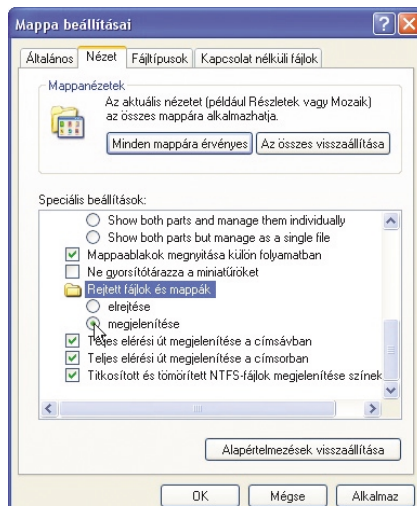 Mappa beállításai
Általános Nézet Fájltípusok Kapcsolat nélküli fájlok
Mappanézetek
Az aktuális nézetet (például Részletek vagy Mozaik)
az összes mappára alkalmazhatja.
Minden mappára érvényes Az összes visszaállítása
Speciális beállítások:
Show both parts and manage them individually
Show both parts but manage as a single file
Mappaablakok megnyitása külön folyamatban
Ne gyorsítótárazza a miniatűröket
Rejtett fájlok és mappák
elrejtése
megjelenítése
Teljes elérési út megjelenítése a címsávban
Teljes elérési út megjelenítése a címsorban
Titkosított és tömörített NTFS-fájlok megjelenítése színek
Alapértelmezések visszaállítása
OK Mégse Alkalmaz